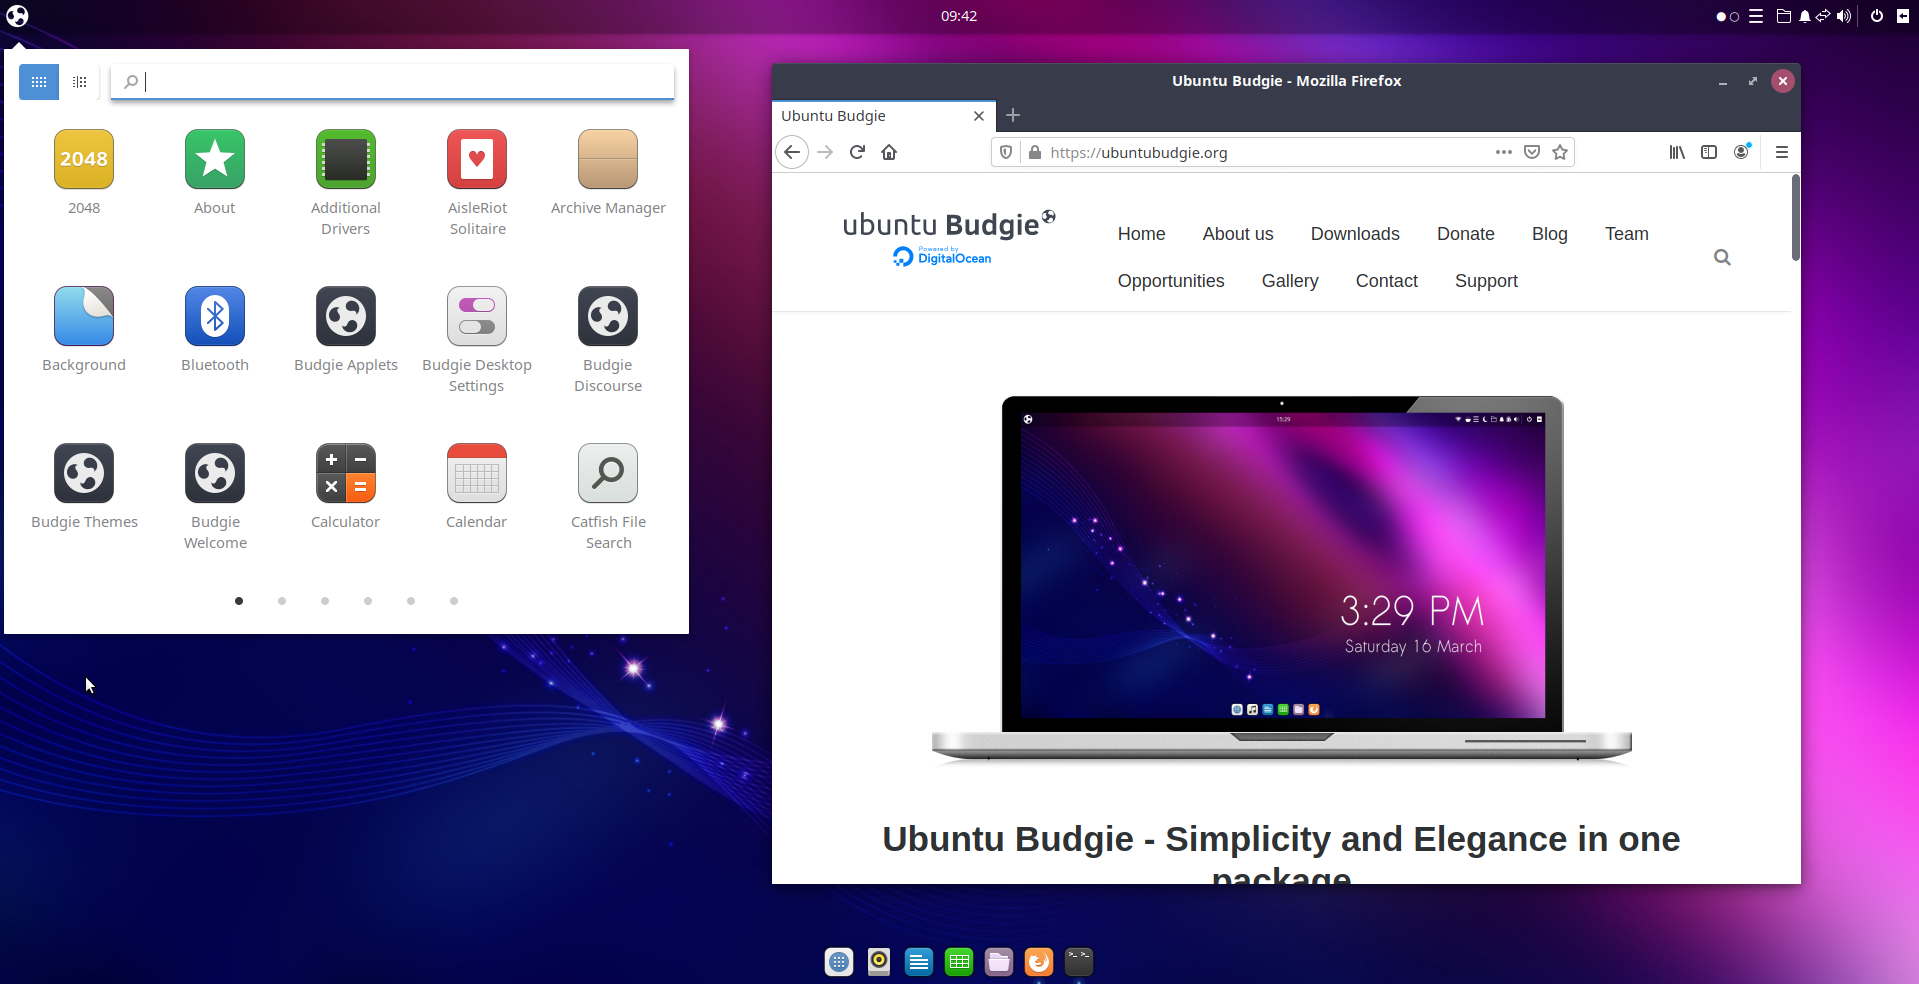 09:42
2048
2048
About
Additional
Drivers
AisleRiot
Solitaire
Archive Manager
Background
Bluetooth
Budgie Applets
Budgie Desktop
Settings
Budgie
Discourse
Budgie Themes
Budgie
Welcome
Calculator
Calendar
Catfish File
Search
Ubuntu Budgie - Mozilla Firefox
Ubuntu Budgie
https://ubuntubudgie.org
ubuntu Budgie
Powered by
DigitalOcean
Home About us Downloads Donate Blog Team
Opportunities Gallery Contact Support
15:29
3:29 PM
Saturday 16 March
Ubuntu Budgie - Simplicity and Elegance in one
package